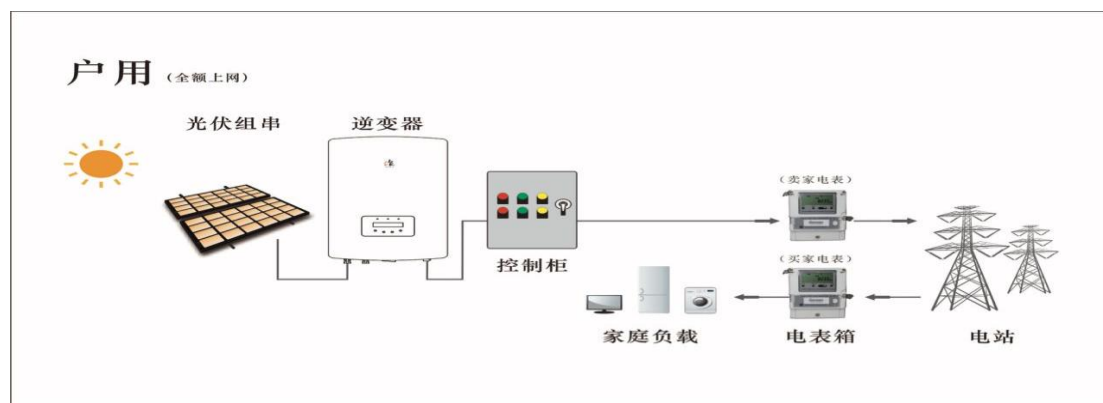 户用（全额上网）
光伏组串
逆变器
（卖家电表）
控制柜
（买家电表）
家庭负载
电表箱
电站